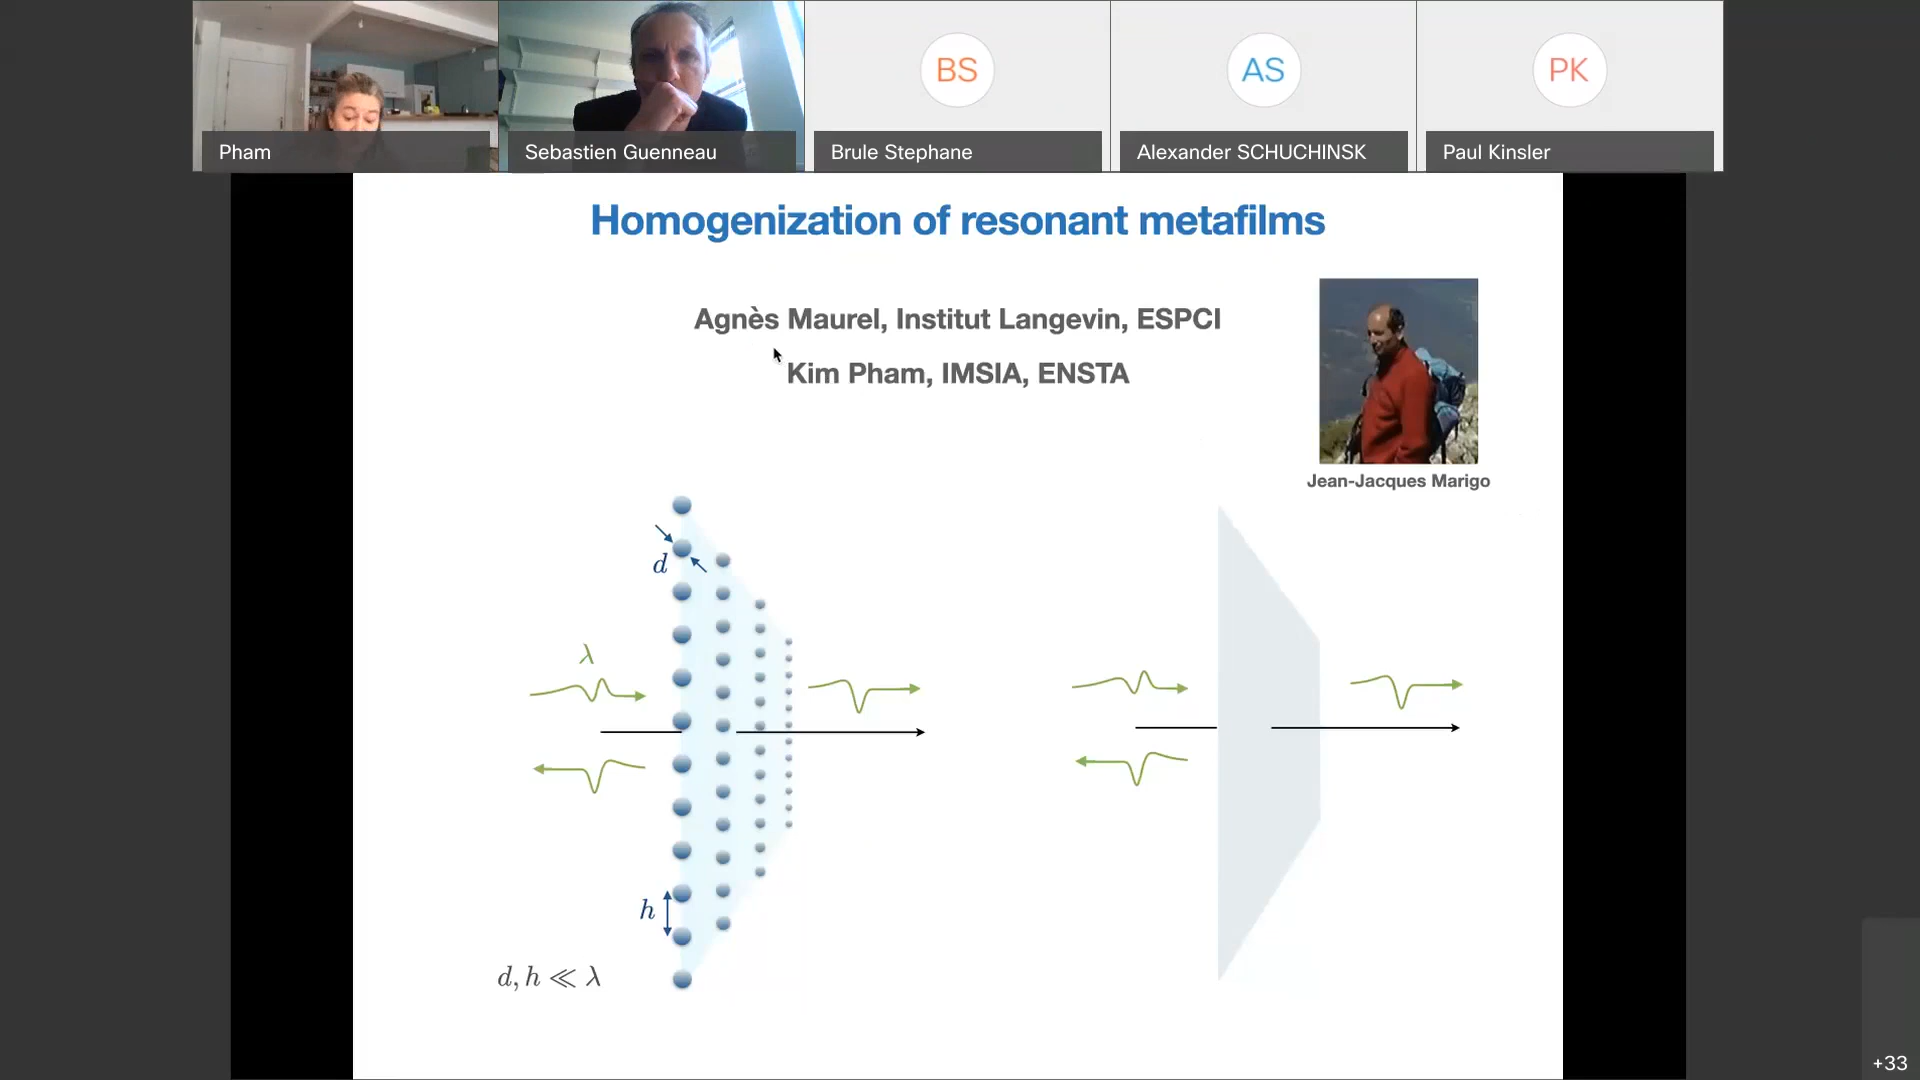 BS
AS
PK
Pham
Sebastien Guenneau
Brule Stephane
Alexander SCHUCHINSK
Paul Kinsler
Homogenization of resonant metafilms
Agnès Maurel, Institut Langevin, ESPCI
Kim Pham, IMSIA, ENSTA
Jean-Jacques Marigo
d
λ
h
d, h ≪ λ
+33